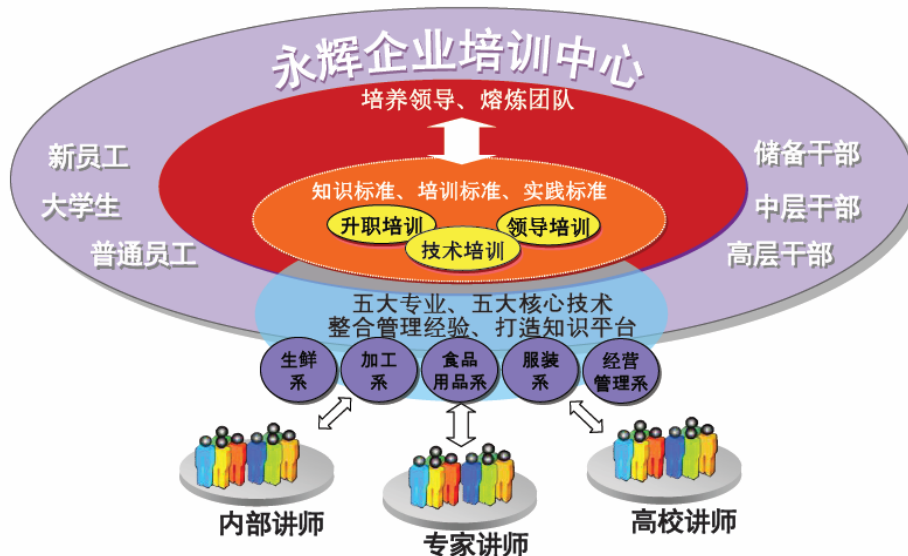 永辉企业培训中心
培养领导、熔炼团队
新员工
大学生
普通员工
储备干部
中层干部
高层干部
知识标准、培训标准、实践标准
升职培训
领导培训
技术培训
五大专业、五大核心技术
整合管理经验、打造知识平台
生鲜
系
加工
系
食品
用品系
服装
系
经营
管理系
内部讲师
专家讲师
高校讲师